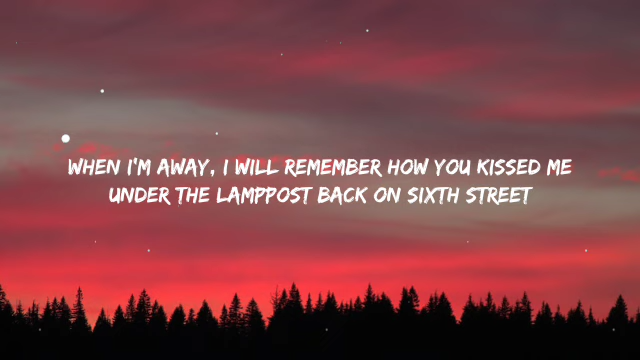 WHEN I'M AWAY, I WILL REMEMBER HOW YOU KISSED ME
UNDER THE LAMPPOST BACK ON SIXTH STREET